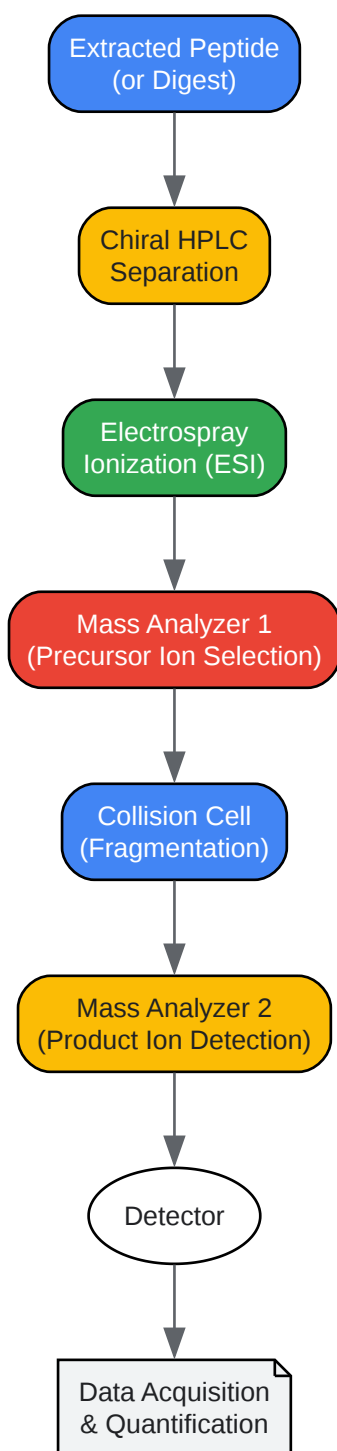 Extracted Peptide
(or Digest)
Chiral HPLC
Separation
Electrospray
Ionization (ESI)
Mass Analyzer 1
(Precursor Ion Selection)
Collision Cell
(Fragmentation)
Mass Analyzer 2
(Product Ion Detection)
Detector
Data Acquisition
& Quantification